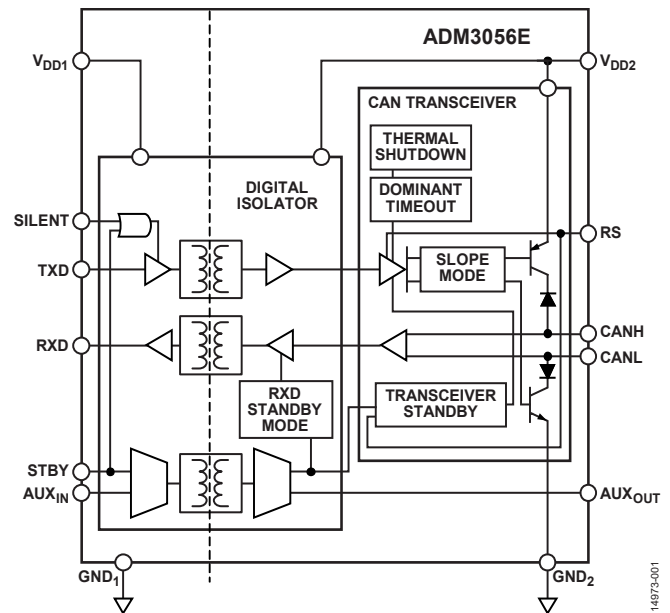 ADM3056E
VDD1
VDD2
CAN TRANSCEIVER
THERMAL
SHUTDOWN
DOMINANT
TIMEOUT
DIGITAL
ISOLATOR
SILENT
RS
TXD
SLOPE
MODE
RXD
CANH
CANL
RXD
STANDBY
MODE
TRANSCEIVER
STANDBY
STBY
AUXIN
AUXOUT
GND1
GND2
14973-001